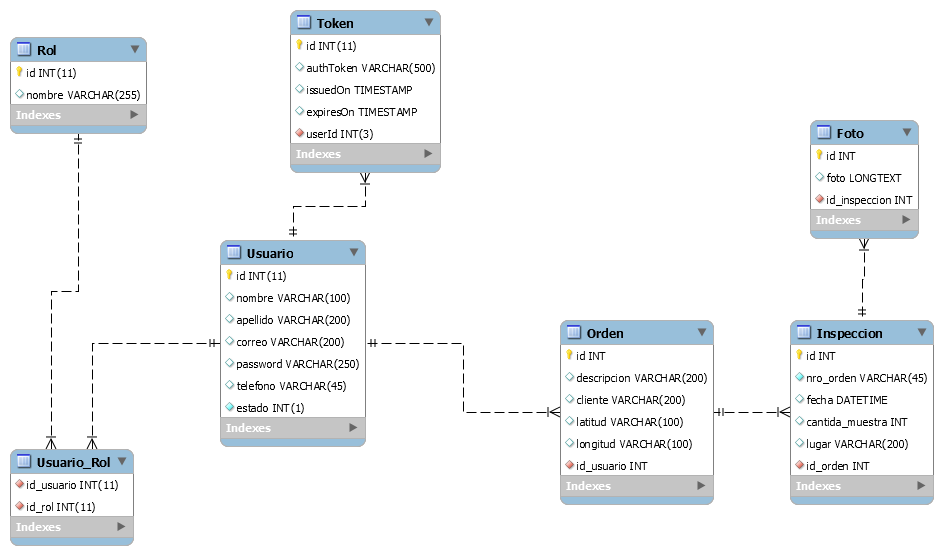 Rol
id INT(11)
nombre VARCHAR(255)
Indexes
Token
id INT(11)
authToken VARCHAR(500)
issuedOn TIMESTAMP
expiresOn TIMESTAMP
userId INT(3)
Indexes
Foto
id INT
foto LONGTEXT
id_inspeccion INT
Indexes
Usuario
id INT(11)
nombre VARCHAR(100)
apellido VARCHAR(200)
correo VARCHAR(200)
password VARCHAR(250)
telefono VARCHAR(45)
estado INT(1)
Indexes
Orden
id INT
descripcion VARCHAR(200)
cliente VARCHAR(200)
latitud VARCHAR(100)
longitud VARCHAR(100)
id_usuario INT
Indexes
Inspeccion
id INT
nro_orden VARCHAR(45)
fecha DATETIME
cantida_muestra INT
lugar VARCHAR(200)
id_orden INT
Indexes
Usuario_Rol
id_usuario INT(11)
id_rol INT(11)
Indexes